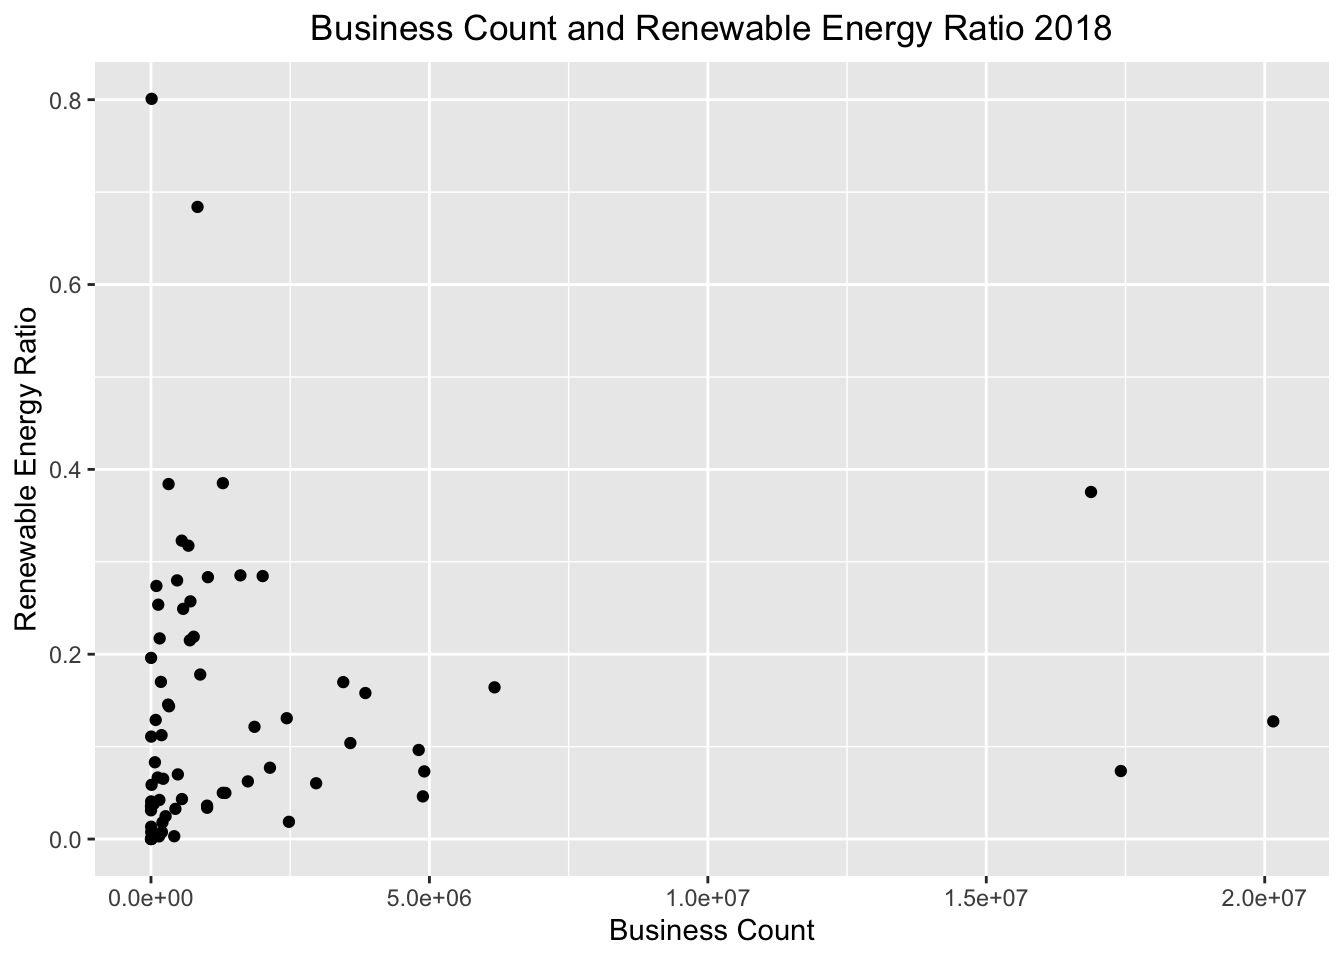 Business Count and Renewable Energy Ratio 2018
Renewable Energy Ratio
0.8
0.6
0.4
0.2
0.0
0.0e+00 5.0e+06 1.0e+07 1.5e+07 2.0e+07
Business Count